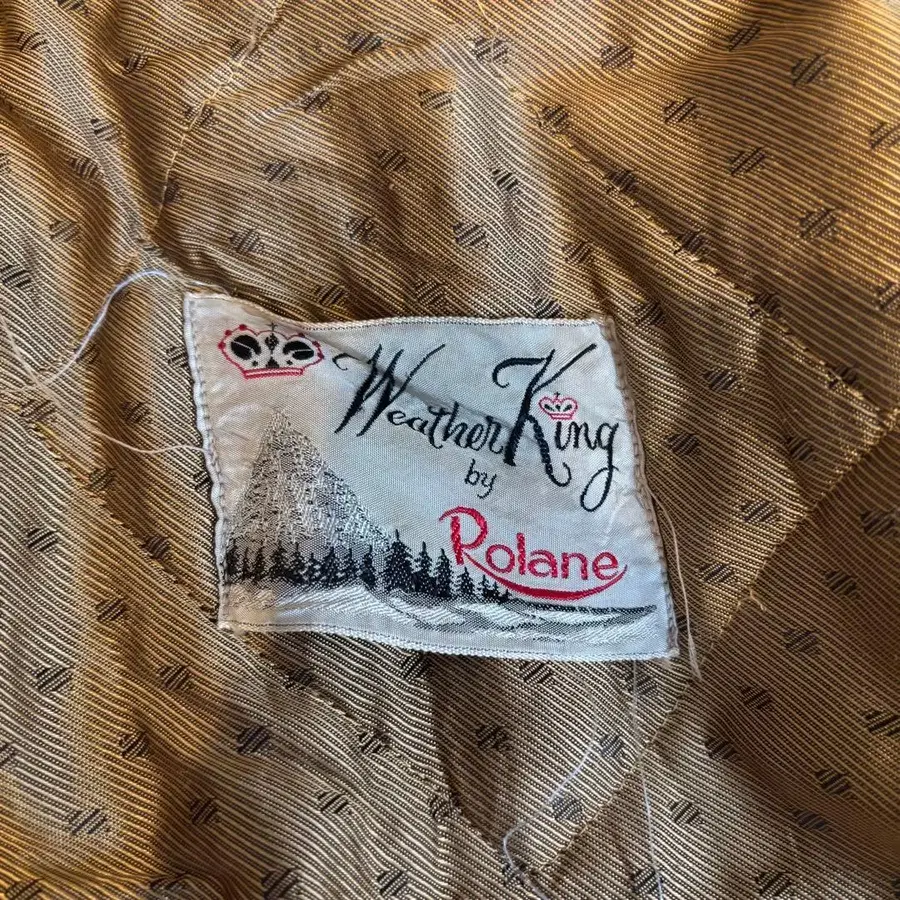 Weather King
by
Rolane